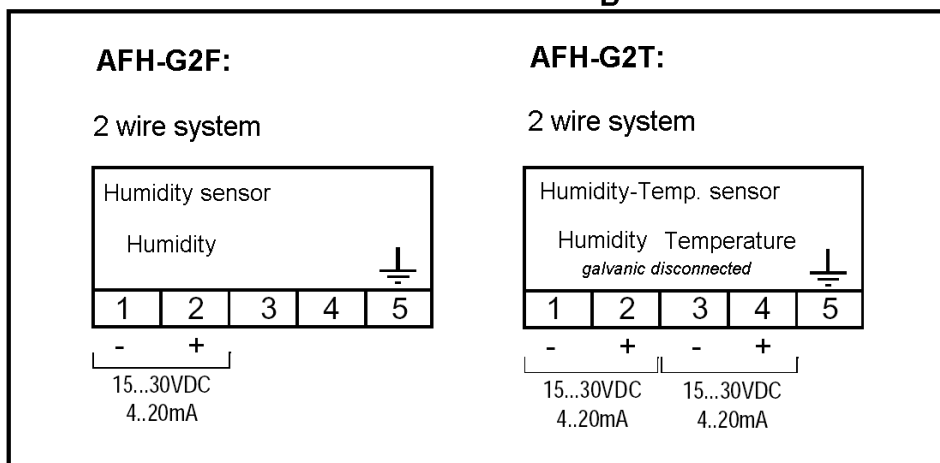 AFH-G2F:
2 wire system
Humidity sensor
Humidity
1 2 3 4 5
- +
15...30VDC
4..20mA
AFH-G2T:
2 wire system
Humidity-Temp. sensor
Humidity Temperature
galvanic disconnected
1 2 3 4 5
- + - +
15...30VDC 15...30VDC
4..20mA 4..20mA